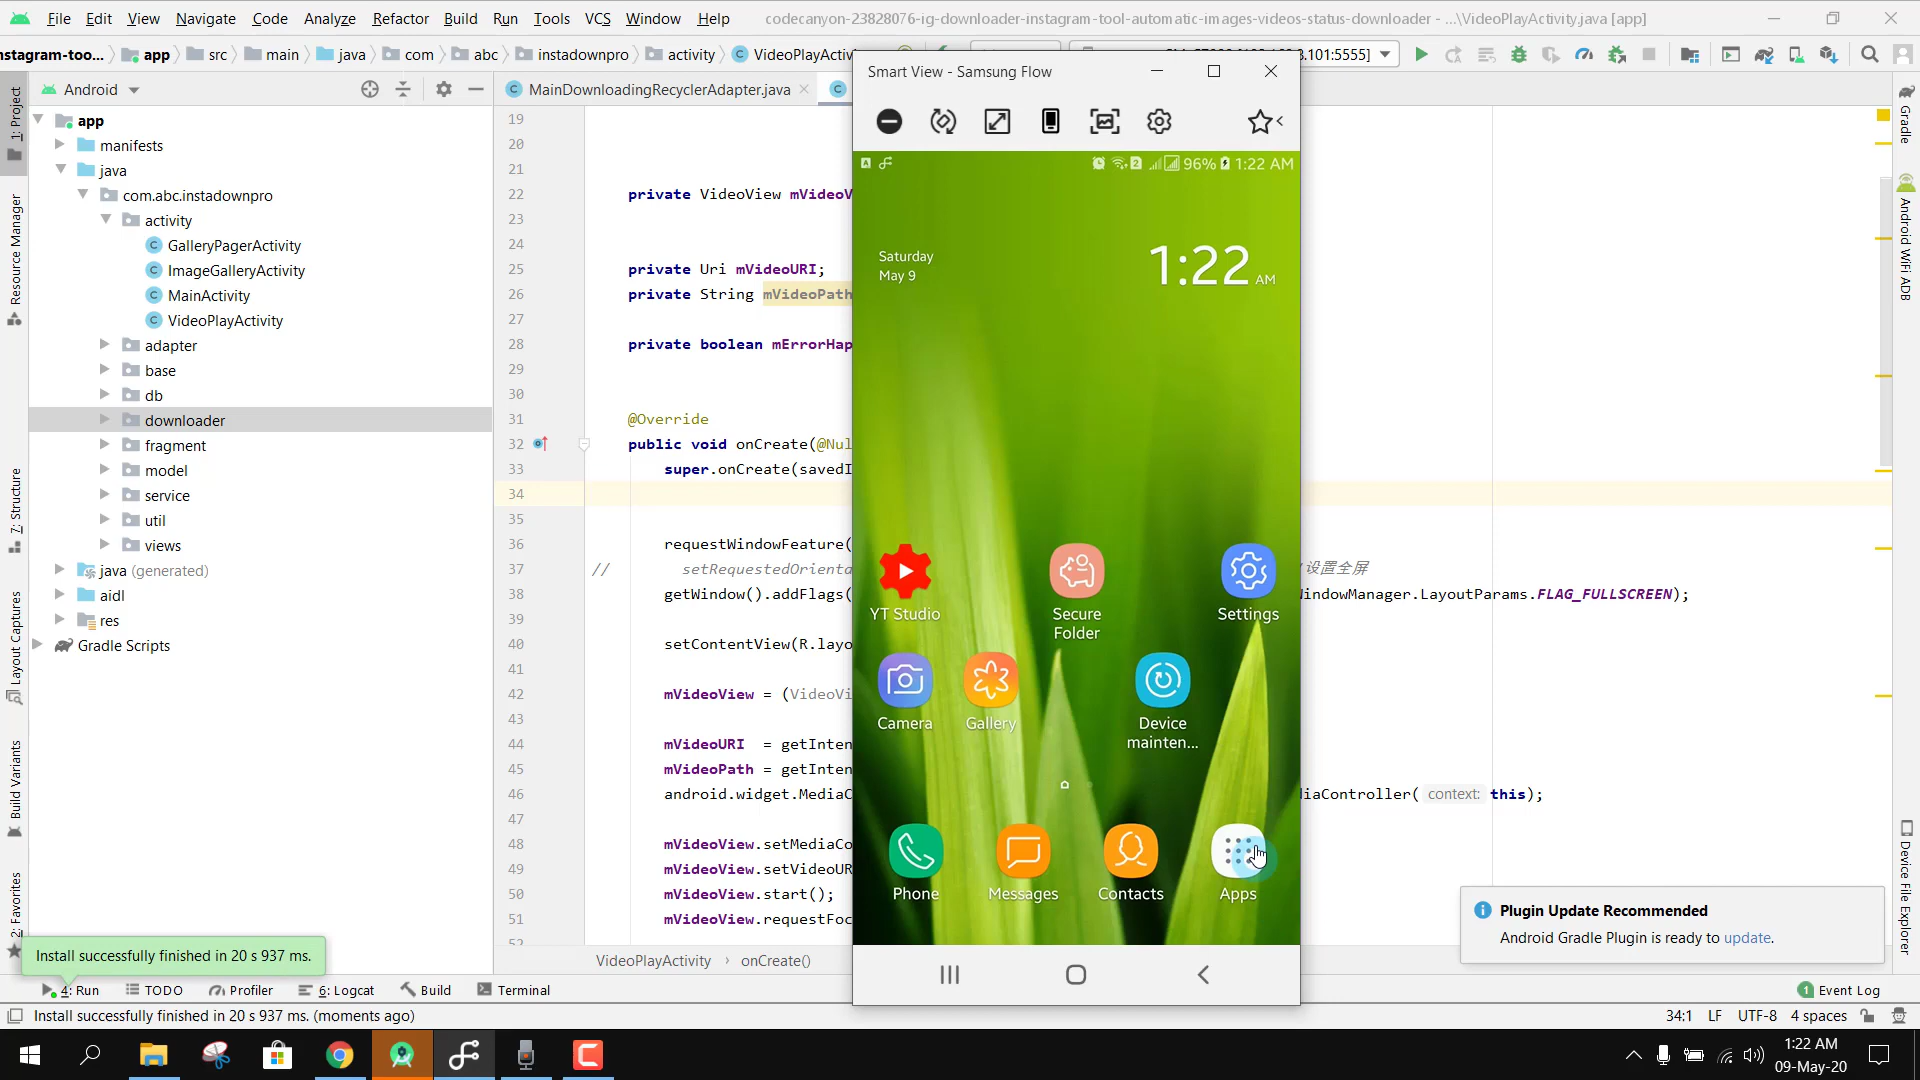 File Edit View Navigate Code Analyze Refactor Build Run Tools VCS Window Help codecanyon-23828076-ig-downloader-instagram-tool-automatic-images-videos-status-downloader - ...\VideoPlayActivity.java [app]
nstagram-too... app src main java com abc instadownpro activity VideoPlayActiv 3.101:5555]
Android
MainDownloadingRecyclerAdapter.java
1: Project
Resource Manager
7: Structure
Layout Captures
Build Variants
2: Favorites
app
manifests
java
com.abc.instadownpro
activity
GalleryPagerActivity
ImageGalleryActivity
MainActivity
VideoPlayActivity
adapter
base
db
downloader
fragment
model
service
util
views
java (generated)
aidl
res
Gradle Scripts
19
20
21
22 private VideoView mVideoV
23
24
25 private Uri mVideoURI;
26 private String mVideoPath
27
28 private boolean mErrorHap
29
30
31 @Override
32 public void onCreate(@Nul
33 super.onCreate(savedI
34
35
36 requestWindowFeature(
37 // setRequestedOrienta 设置全屏
38 getWindow().addFlags( WindowManager.LayoutParams.FLAG_FULLSCREEN);
39
40 setContentView(R.layo
41
42 mVideoView = (VideoVi
43
44 mVideoURI = getInten
45 mVideoPath = getInten
46 android.widget.MediaC diaController( context: this);
47
48 mVideoView.setMediaCo
49 mVideoView.setVideoUR
50 mVideoView.start();
51 mVideoView.requestFoc
52
VideoPlayActivity › onCreate()
Smart View - Samsung Flow
96% 1:22 AM
Saturday
May 9
1:22 AM
YT Studio
Secure
Folder
Settings
Camera
Gallery
Device
mainten...
Phone
Messages
Contacts
Apps
Gradle
Android WiFi ADB
Device File Explorer
Plugin Update Recommended
Android Gradle Plugin is ready to update.
Install successfully finished in 20 s 937 ms.
4: Run TODO Profiler 6: Logcat Build Terminal 1 Event Log
Install successfully finished in 20 s 937 ms. (moments ago) 34:1 LF UTF-8 4 spaces
1:22 AM
09-May-20